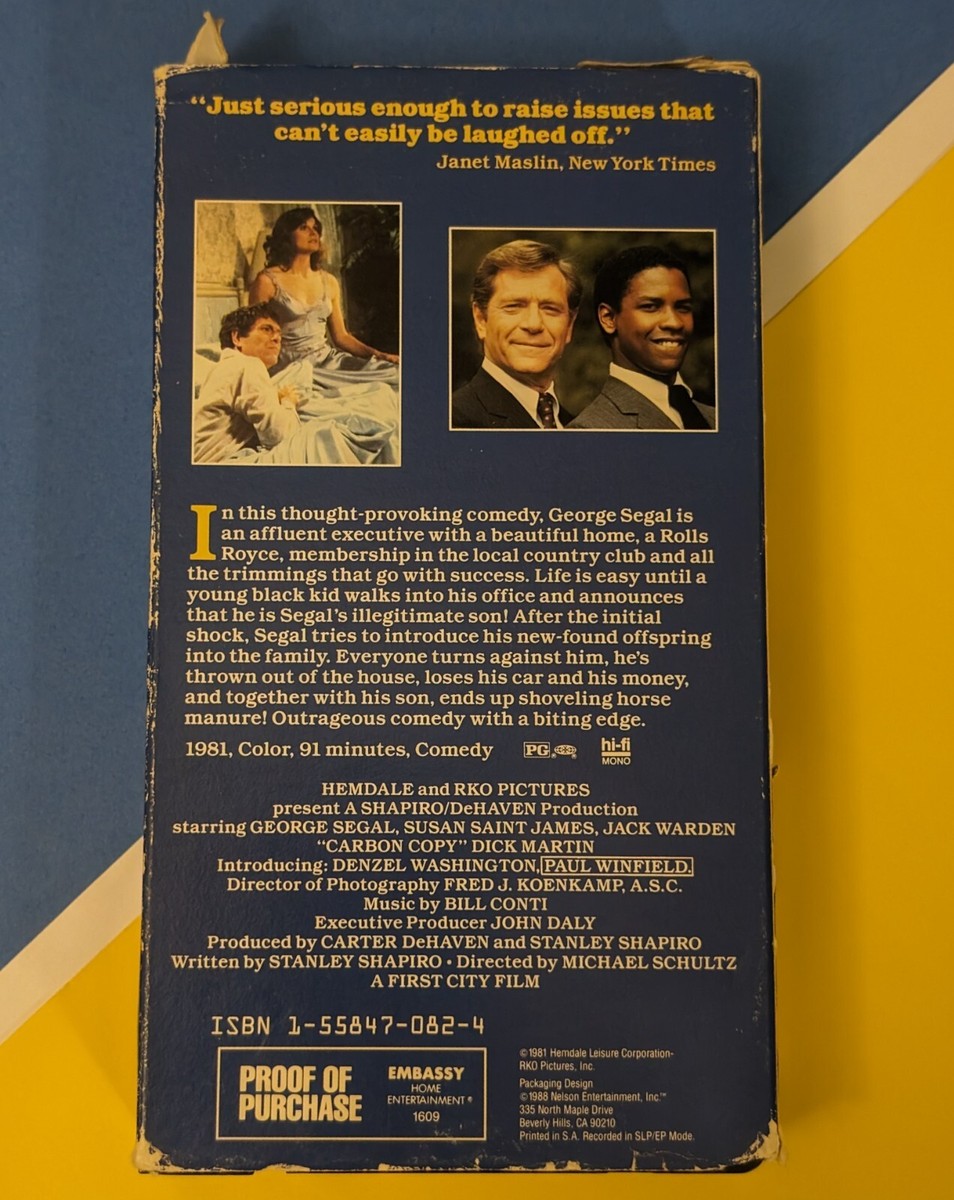 “Just serious enough to raise issues that
can’t easily be laughed off.”
Janet Maslin, New York Times
In this thought-provoking comedy, George Segal is
an affluent executive with a beautiful home, a Rolls
Royce, membership in the local country club and all
the trimmings that go with success. Life is easy until a
young black kid walks into his office and announces
that he is Segal’s illegitimate son! After the initial
shock, Segal tries to introduce his new-found offspring
into the family. Everyone turns against him, he’s
thrown out of the house, loses his car and his money,
and together with his son, ends up shoveling horse
manure! Outrageous comedy with a biting edge.
1981, Color, 91 minutes, Comedy PG hi-fi
MONO
HEMDALE and RKO PICTURES
present A SHAPIRO/DeHAVEN Production
starring GEORGE SEGAL, SUSAN SAINT JAMES, JACK WARDEN
“CARBON COPY” DICK MARTIN
Introducing: DENZEL WASHINGTON, PAUL WINFIELD.
Director of Photography FRED J. KOENKAMP, A.S.C.
Music by BILL CONTI
Executive Producer JOHN DALY
Produced by CARTER DeHAVEN and STANLEY SHAPIRO
Written by STANLEY SHAPIRO • Directed by MICHAEL SCHULTZ
A FIRST CITY FILM
ISBN 1-55847-082-4
PROOF OF
PURCHASE
EMBASSY
HOME
ENTERTAINMENT®
1609
©1981 Hemdale Leisure Corporation-
RKO Pictures, Inc.
Packaging Design
©1988 Nelson Entertainment, Inc.™
335 North Maple Drive
Beverly Hills, CA 90210
Printed in S.A. Recorded in SLP/EP Mode.